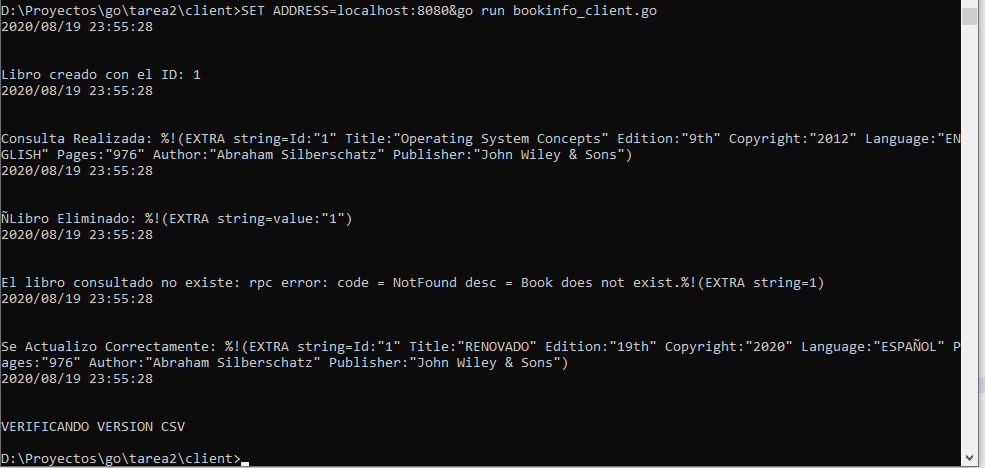 D:\Proyectos\go\tarea2\client>SET ADDRESS=localhost:8080&go run bookinfo_client.go
2020/08/19 23:55:28
Libro creado con el ID: 1
2020/08/19 23:55:28
Consulta Realizada: %!(EXTRA string=Id:"1" Title:"Operating System Concepts" Edition:"9th" Copyright:"2012" Language:"EN
GLISH" Pages:"976" Author:"Abraham Silberschatz" Publisher:"John Wiley & Sons")
2020/08/19 23:55:28
ÑLibro Eliminado: %!(EXTRA string=value:"1")
2020/08/19 23:55:28
El libro consultado no existe: rpc error: code = NotFound desc = Book does not exist.%!(EXTRA string=1)
2020/08/19 23:55:28
Se Actualizo Correctamente: %!(EXTRA string=Id:"1" Title:"RENOVADO" Edition:"19th" Copyright:"2020" Language:"ESPAÑOL" P
ages:"976" Author:"Abraham Silberschatz" Publisher:"John Wiley & Sons")
2020/08/19 23:55:28
VERIFICANDO VERSION CSV
D:\Proyectos\go\tarea2\client>